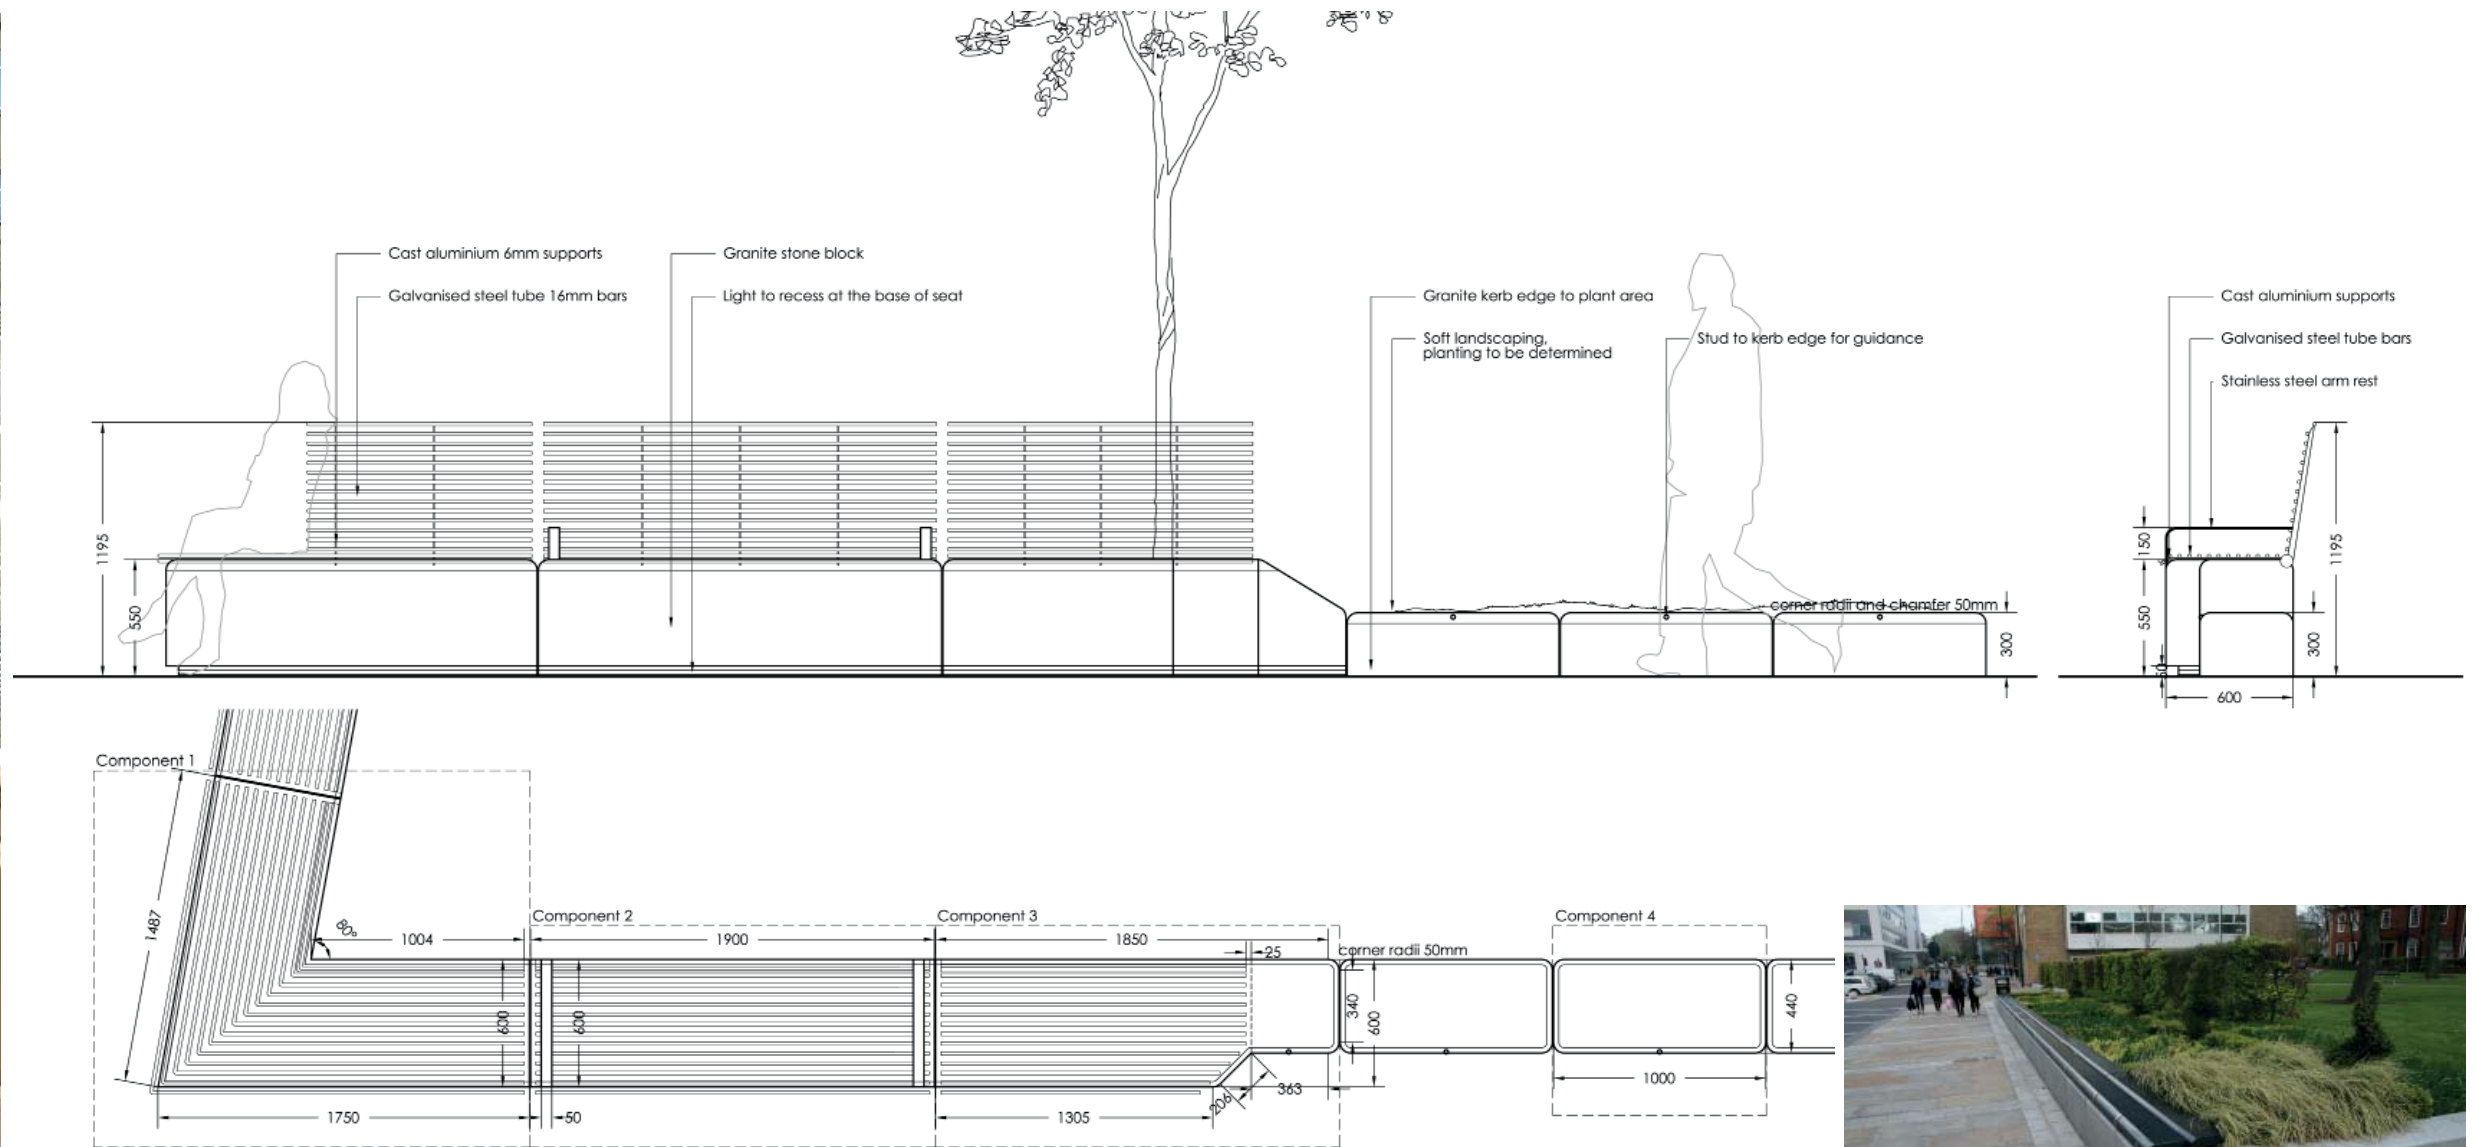 Cast aluminium 6mm supports
Galvanised steel tube 16mm bars
Granite stone block
Light to recess at the base of seat
Granite kerb edge to plant area
Soft landscaping,
planting to be determined
Stud to kerb edge for guidance
Cast aluminium supports
Galvanised steel tube bars
Stainless steel arm rest
1195
550
corner radii and chamfer 50mm
300
150
550
50
1195
300
600
Component 1
1487
80°
1004
600
1750
Component 2
1900
600
50
Component 3
1850
25
corner radii 50mm
340
600
363
206
1305
Component 4
440
1000